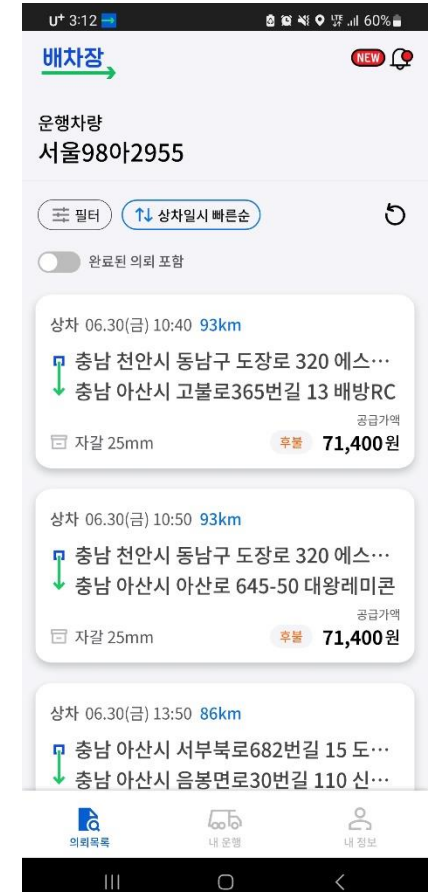 U+ 3:12
60%
배차장
NEW
운행차량
서울98아2955
필터
상차일시 빠른순
완료된 의뢰 포함
상차 06.30(금) 10:40 93km
충남 천안시 동남구 도장로 320 에스…
충남 아산시 고불로365번길 13 배방RC
공급가액
자갈 25mm 후불 71,400원
상차 06.30(금) 10:50 93km
충남 천안시 동남구 도장로 320 에스…
충남 아산시 아산로 645-50 대왕레미콘
공급가액
자갈 25mm 후불 71,400원
상차 06.30(금) 13:50 86km
충남 아산시 서부북로682번길 15 도…
충남 아산시 음봉면로30번길 110 신…
의뢰목록 내 운행 내 정보